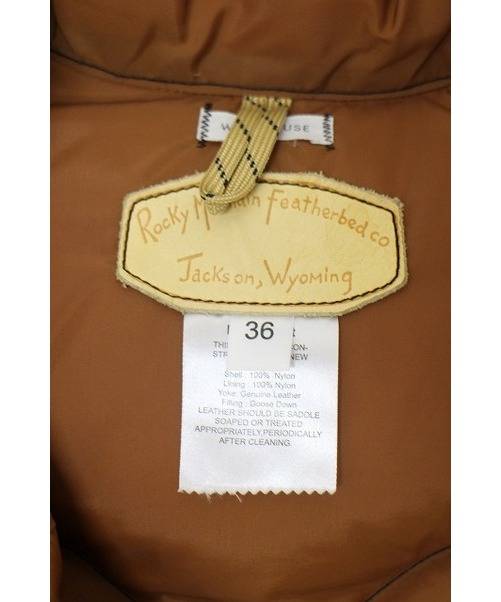 Rocky Featherbed co
Jackson, Wyoming
36
NEW
Shell : 100% Nylon
Lining : 100% Nylon
Yoke: Genuine Leather
Filling : Goose Down
LEATHER SHOULD BE SADDLE
SOAPED OR TREATED
APPROPRIATELY,PERIODICALLY
AFTER CLEANING.